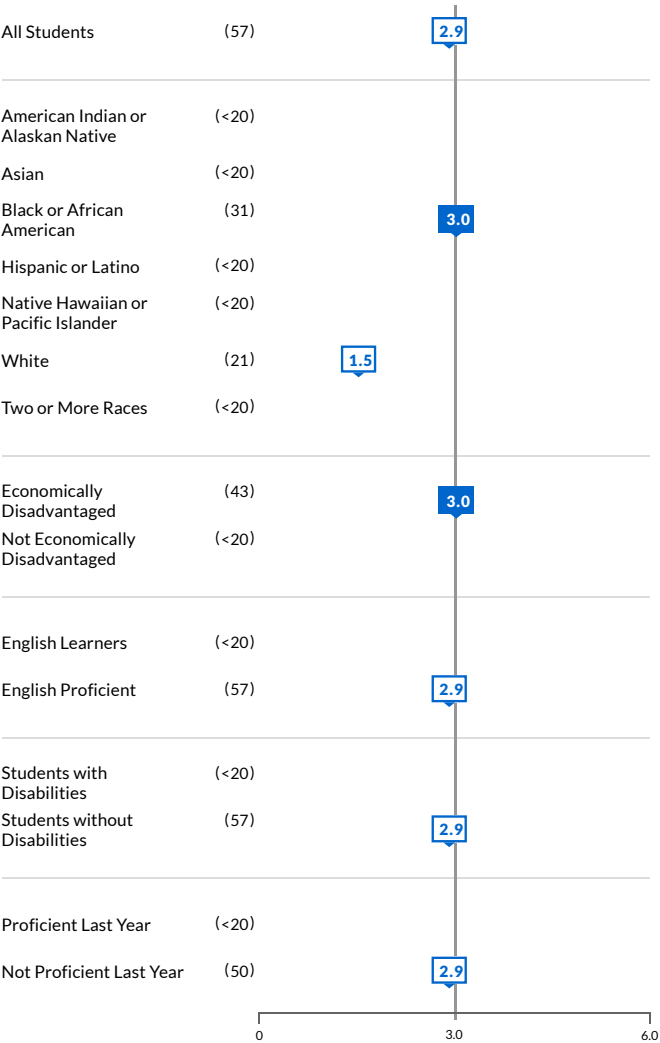 All Students (57) 2.9
American Indian or
Alaskan Native (<20)
Asian (<20)
Black or African
American (31) 3.0
Hispanic or Latino (<20)
Native Hawaiian or
Pacific Islander (<20)
White (21) 1.5
Two or More Races (<20)
Economically
Disadvantaged (43) 3.0
Not Economically
Disadvantaged (<20)
English Learners (<20)
English Proficient (57) 2.9
Students with
Disabilities (<20)
Students without
Disabilities (57) 2.9
Proficient Last Year (<20)
Not Proficient Last Year (50) 2.9
0 3.0 6.0